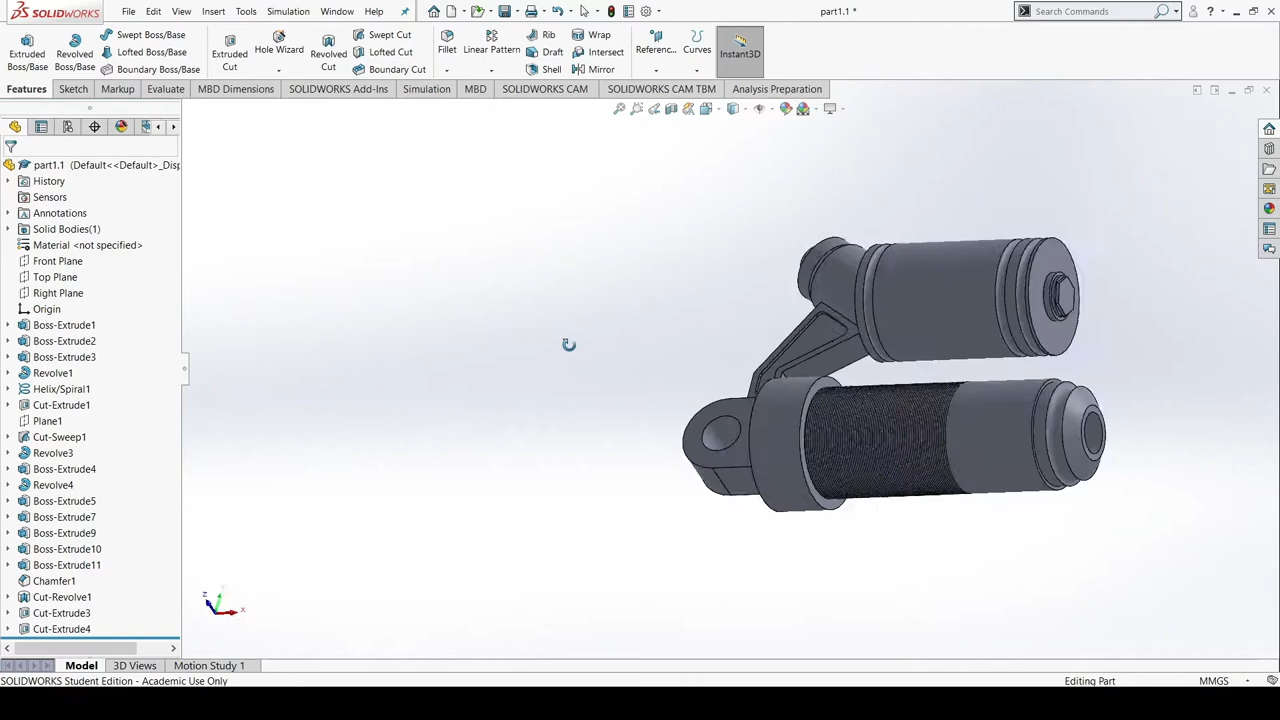 SOLIDWORKS File Edit View Insert Tools Simulation Window Help part1.1 * Search Commands
Extruded Boss/Base Revolved Boss/Base Swept Boss/Base Lofted Boss/Base Boundary Boss/Base Extruded Cut Hole Wizard Revolved Cut Swept Cut Lofted Cut Boundary Cut Fillet Linear Pattern Rib Draft Shell Wrap Intersect Mirror Referenc... Curves Instant3D
Features Sketch Markup Evaluate MBD Dimensions SOLIDWORKS Add-Ins Simulation MBD SOLIDWORKS CAM SOLIDWORKS CAM TBM Analysis Preparation
part1.1 (Default<<Default>_Disp
History
Sensors
Annotations
Solid Bodies(1)
Material <not specified>
Front Plane
Top Plane
Right Plane
Origin
Boss-Extrude1
Boss-Extrude2
Boss-Extrude3
Revolve1
Helix/Spiral1
Cut-Extrude1
Plane1
Cut-Sweep1
Revolve3
Boss-Extrude4
Revolve4
Boss-Extrude5
Boss-Extrude7
Boss-Extrude9
Boss-Extrude10
Boss-Extrude11
Chamfer1
Cut-Revolve1
Cut-Extrude3
Cut-Extrude4
z x
Model 3D Views Motion Study 1
SOLIDWORKS Student Edition - Academic Use Only Editing Part MMGS